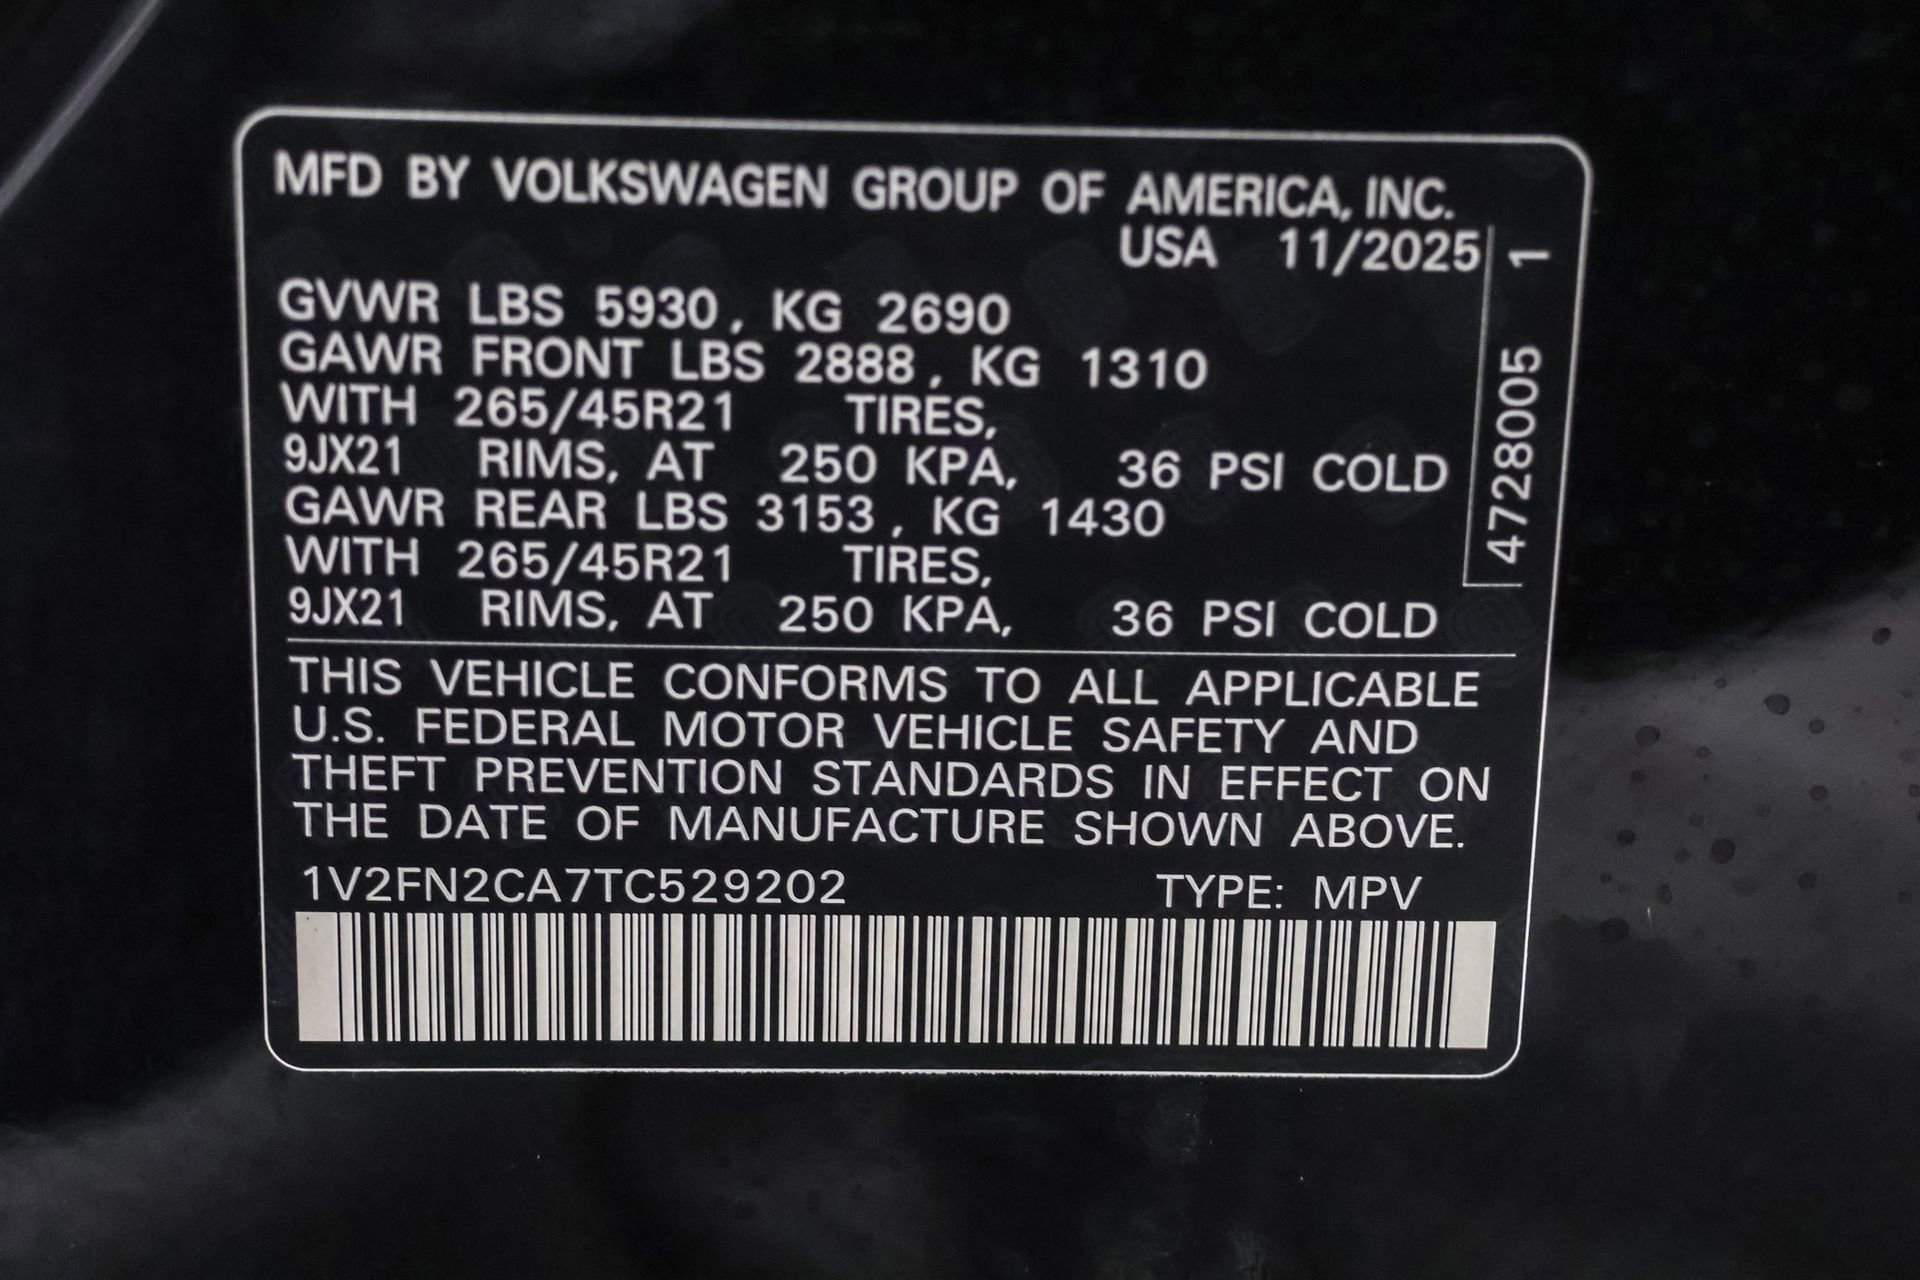 MFD BY VOLKSWAGEN GROUP OF AMERICA, INC.
USA 11/2025
GVWR LBS 5930, KG 2690
GAWR FRONT LBS 2888, KG 1310
WITH 265/45R21 TIRES,
9JX21 RIMS, AT 250 KPA, 36 PSI COLD
GAWR REAR LBS 3153, KG 1430
WITH 265/45R21 TIRES,
9JX21 RIMS, AT 250 KPA, 36 PSI COLD
4728005 1
THIS VEHICLE CONFORMS TO ALL APPLICABLE
U.S. FEDERAL MOTOR VEHICLE SAFETY AND
THEFT PREVENTION STANDARDS IN EFFECT ON
THE DATE OF MANUFACTURE SHOWN ABOVE.
1V2FN2CA7TC529202 TYPE: MPV